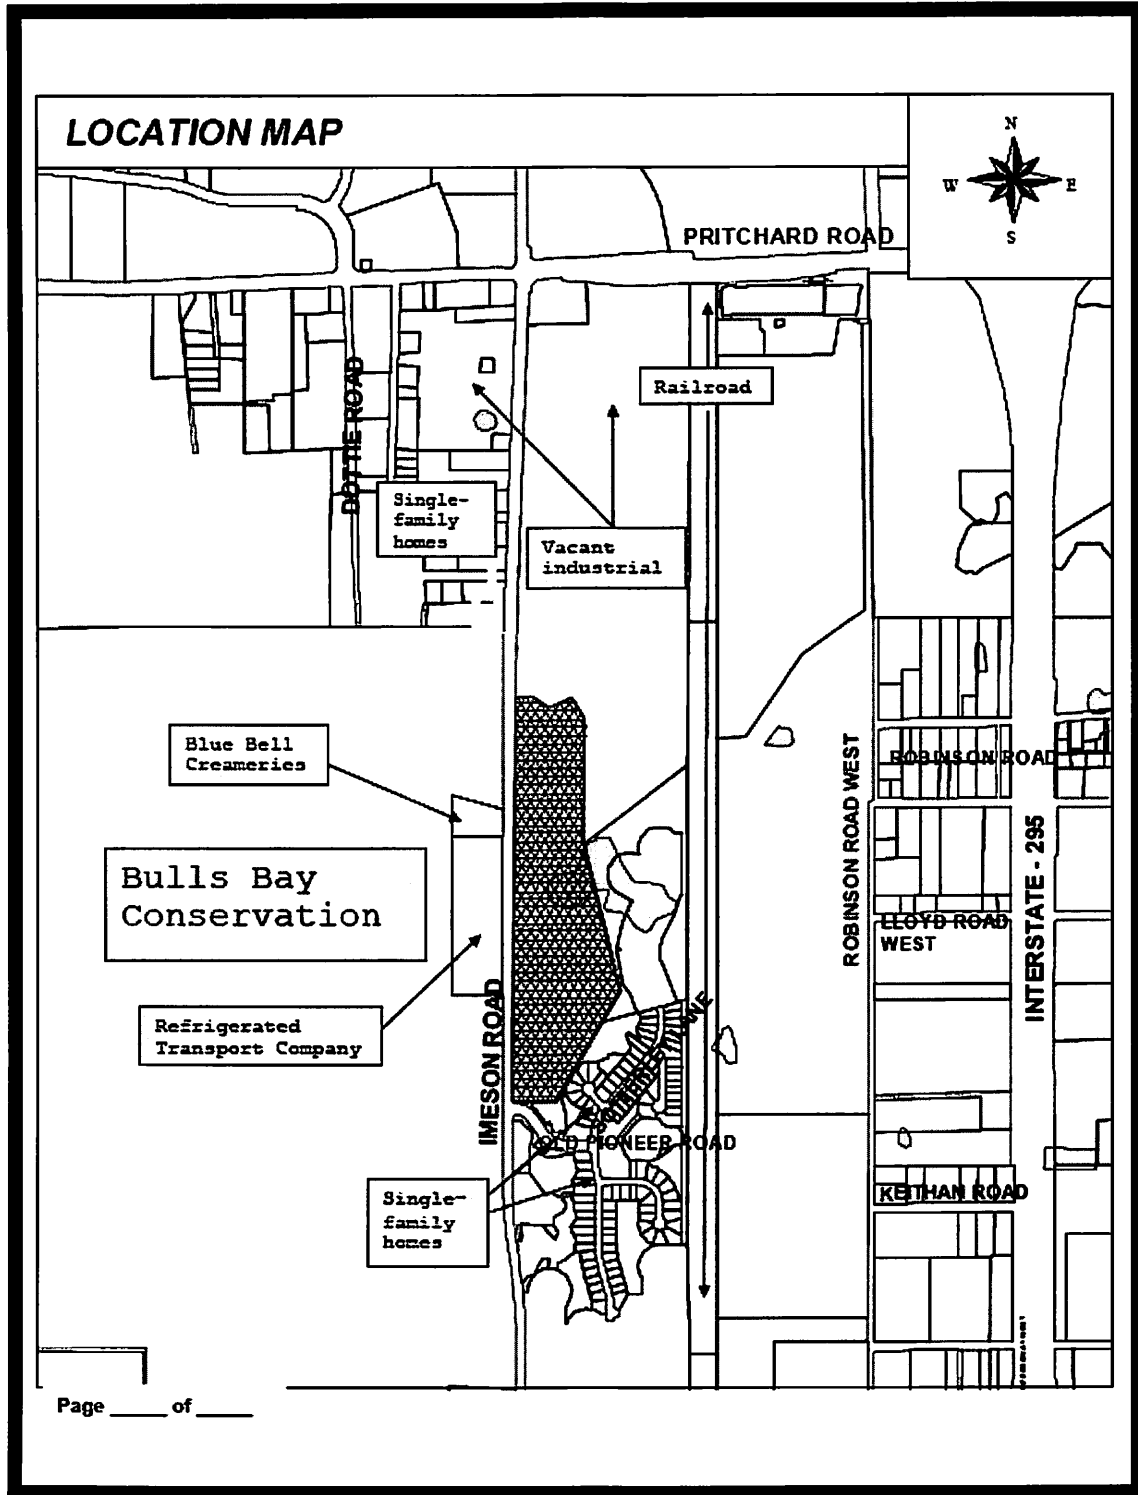 LOCATION MAP
N
W E
S
PRITCHARD ROAD
Railroad
DOTTIE ROAD
Single-
family
homes
Vacant
industrial
Blue Bell
Creameries
ROBINSON ROAD WEST
ROBINSON ROAD
INTERSTATE - 295
Bulls Bay
Conservation
LLOYD ROAD
WEST
Refrigerated
Transport Company
IMESON ROAD
OLD PIONEER ROAD
Single-
family
homes
KEITHAN ROAD
Page _____ of _____